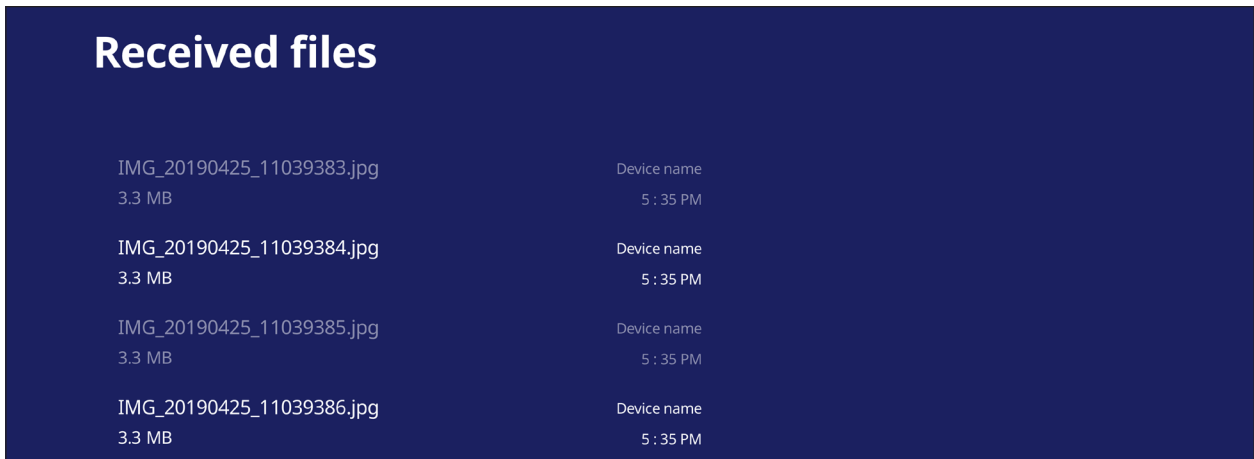 Received files
IMG_20190425_11039383.jpg Device name
3.3 MB 5 : 35 PM
IMG_20190425_11039384.jpg Device name
3.3 MB 5 : 35 PM
IMG_20190425_11039385.jpg Device name
3.3 MB 5 : 35 PM
IMG_20190425_11039386.jpg Device name
3.3 MB 5 : 35 PM